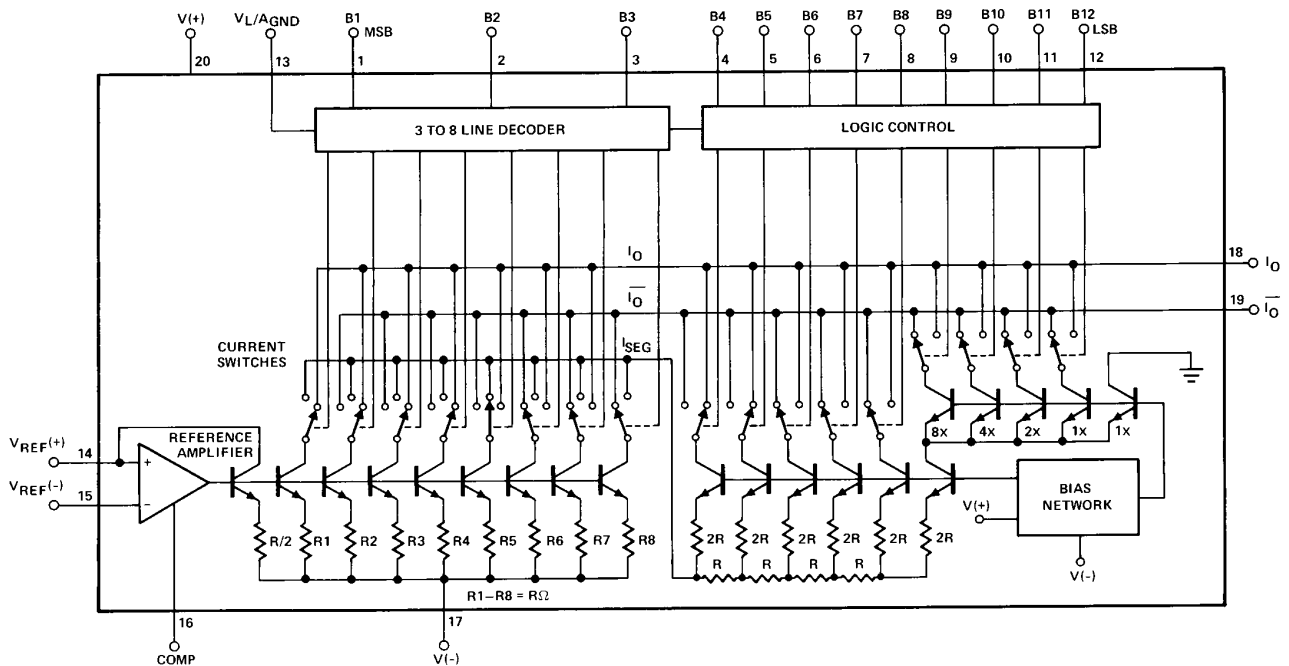 V(+)
VL/AGND
B1
MSB
B2
B3
B4
B5
B6
B7
B8
B9
B10
B11
B12
LSB
20
13
1
2
3
4
5
6
7
8
9
10
11
12
3 TO 8 LINE DECODER
LOGIC CONTROL
IO
18
IO
IO
19
IO
CURRENT
SWITCHES
ISEG
REFERENCE
AMPLIFIER
VREF(+)
14
+
VREF(-)
15
-
8x
4x
2x
1x
1x
BIAS
NETWORK
V(+)
V(-)
R/2
R1
R2
R3
R4
R5
R6
R7
R8
2R
2R
2R
2R
2R
2R
R
R
R
R
R1-R8 = RΩ
16
COMP
17
V(-)